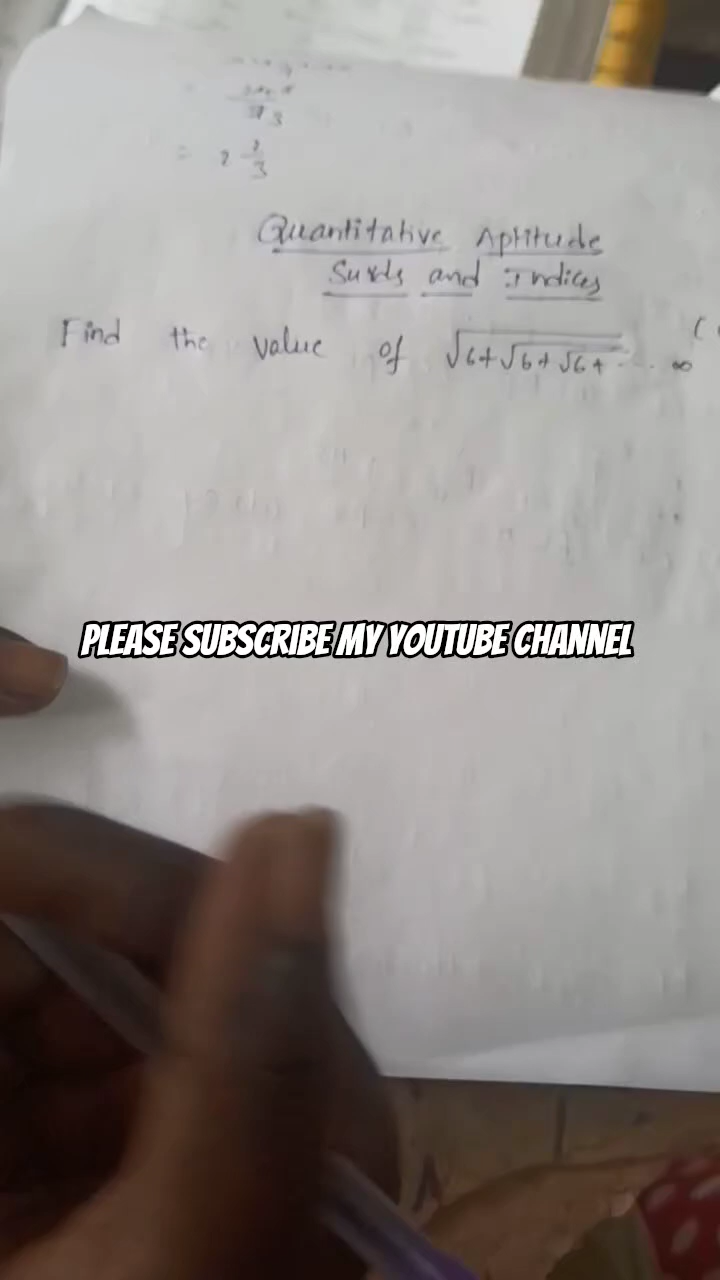 = 2 2/3
Quantitative Aptitude
Surds and Indices
Find the value of √6+√6+√6+ ... ∞ (
PLEASE SUBSCRIBE MY YOUTUBE CHANNEL